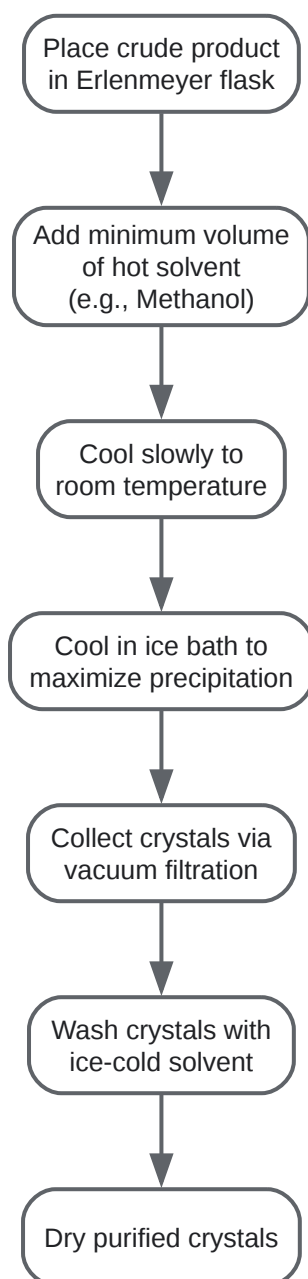 Place crude product
in Erlenmeyer flask
Add minimum volume
of hot solvent
(e.g., Methanol)
Cool slowly to
room temperature
Cool in ice bath to
maximize precipitation
Collect crystals via
vacuum filtration
Wash crystals with
ice-cold solvent
Dry purified crystals